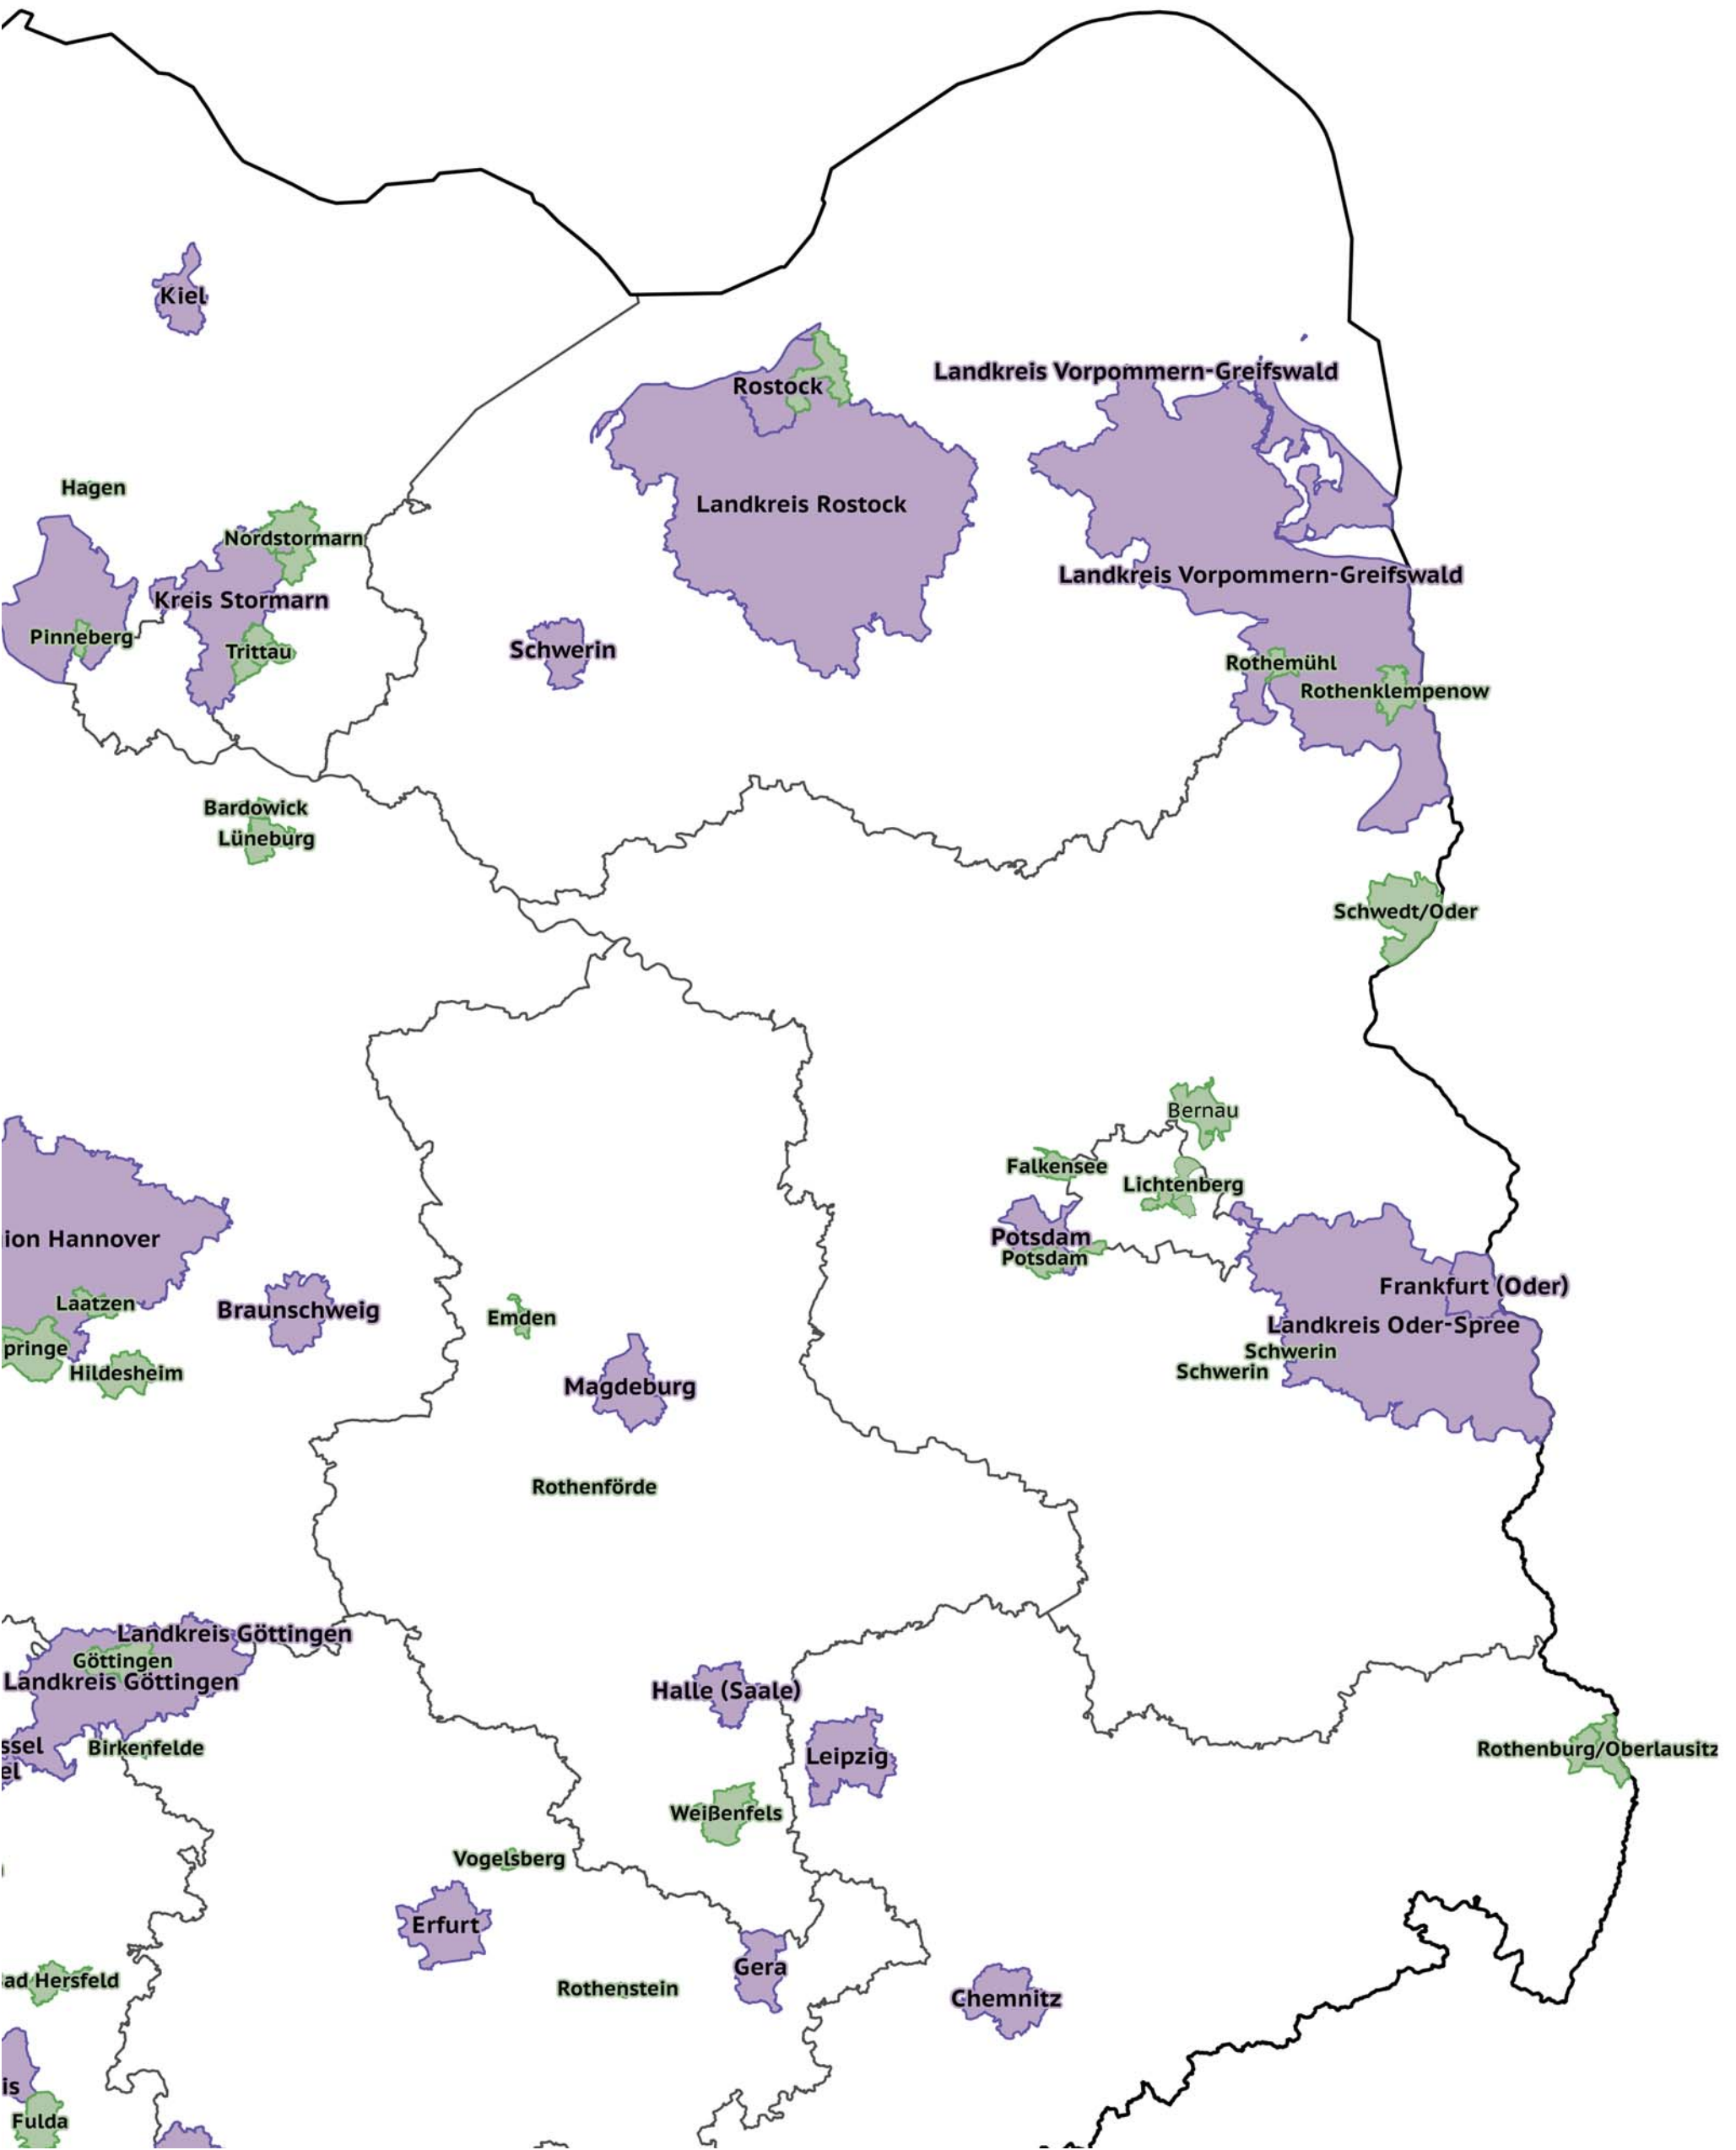 Kiel
Landkreis Vorpommern-Greifswald
Rostock
Hagen
Landkreis Rostock
Nordstormarn
Landkreis Vorpommern-Greifswald
Kreis Stormarn
Pinneberg
Trittau
Schwerin
Rothemühl
Rothenklempenow
Bardowick
Lüneburg
Schwedt/Oder
Bernau
Falkensee
Lichtenberg
ion Hannover
Potsdam
Potsdam
Frankfurt (Oder)
Laatzen
Braunschweig
Emden
Landkreis Oder-Spree
pringe
Schwerin
Hildesheim
Schwerin
Magdeburg
Rothenförde
Landkreis Göttingen
Göttingen
Landkreis Göttingen
Halle (Saale)
ssel
Birkenfelde
Rothenburg/Oberlausitz
Leipzig
el
Weißenfels
Vogelsberg
Erfurt
Gera
ad Hersfeld
Rothenstein
Chemnitz
is
Fulda